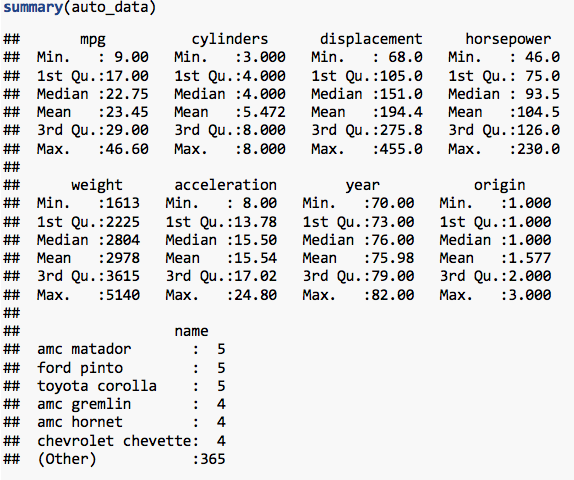 summary(auto_data)
##       mpg          cylinders      displacement     horsepower
##  Min.   : 9.00   Min.   :3.000   Min.   : 68.0   Min.   : 46.0
##  1st Qu.:17.00   1st Qu.:4.000   1st Qu.:105.0   1st Qu.: 75.0
##  Median :22.75   Median :4.000   Median :151.0   Median : 93.5
##  Mean   :23.45   Mean   :5.472   Mean   :194.4   Mean   :104.5
##  3rd Qu.:29.00   3rd Qu.:8.000   3rd Qu.:275.8   3rd Qu.:126.0
##  Max.   :46.60   Max.   :8.000   Max.   :455.0   Max.   :230.0
##
##      weight      acceleration        year           origin
##  Min.   :1613   Min.   : 8.00   Min.   :70.00   Min.   :1.000
##  1st Qu.:2225   1st Qu.:13.78   1st Qu.:73.00   1st Qu.:1.000
##  Median :2804   Median :15.50   Median :76.00   Median :1.000
##  Mean   :2978   Mean   :15.54   Mean   :75.98   Mean   :1.577
##  3rd Qu.:3615   3rd Qu.:17.02   3rd Qu.:79.00   3rd Qu.:2.000
##  Max.   :5140   Max.   :24.80   Max.   :82.00   Max.   :3.000
##
##                  name
##  amc matador       :  5
##  ford pinto        :  5
##  toyota corolla    :  5
##  amc gremlin       :  4
##  amc hornet        :  4
##  chevrolet chevette:  4
##  (Other)           :365